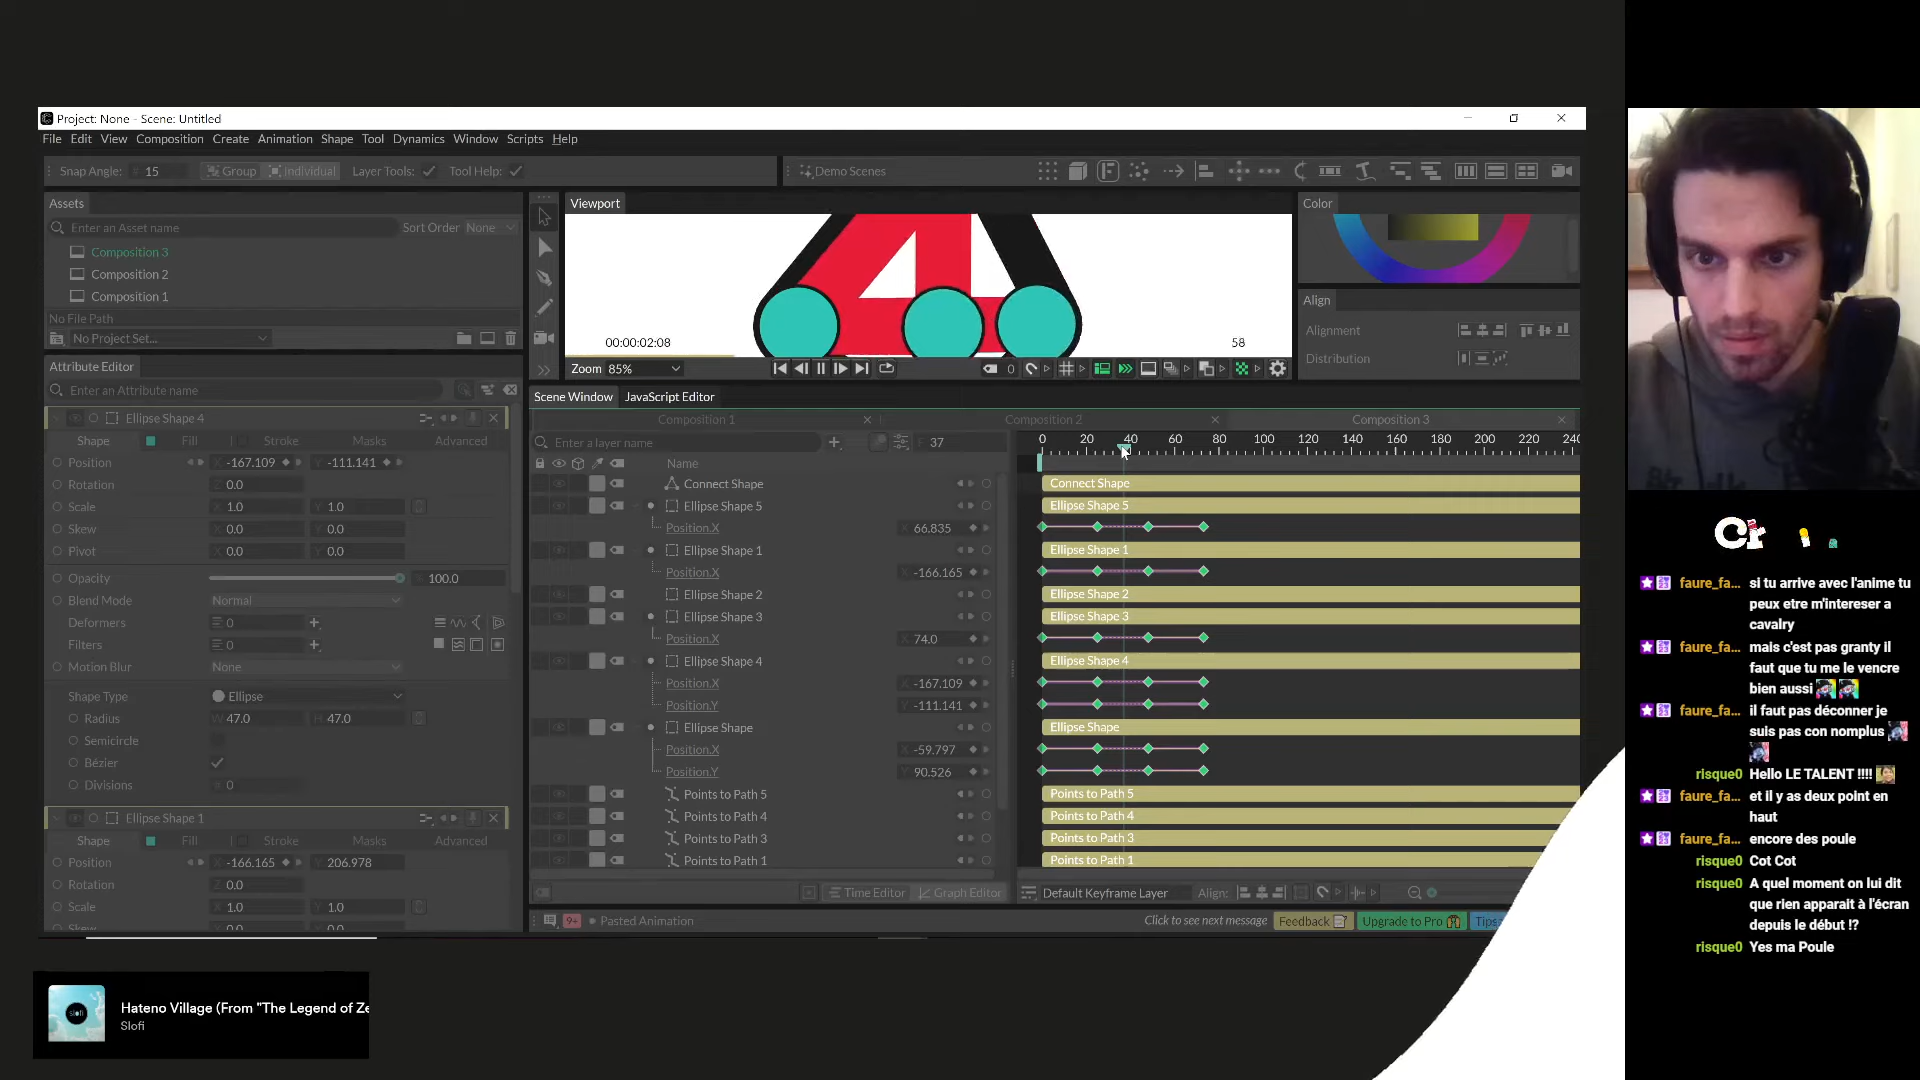 Project: None - Scene: Untitled
File Edit View Composition Create Animation Shape Tool Dynamics Window Scripts Help
Snap Angle: 15 Group Individual Layer Tools: Tool Help: Demo Scenes
Assets
Enter an Asset name Sort Order None
Composition 3
Composition 2
Composition 1
No File Path
No Project Set...
Attribute Editor
Enter an Attribute name
Ellipse Shape 4
Shape Fill Stroke Masks Advanced
Position X -167.109 Y -111.141
Rotation Z 0.0
Scale X 1.0 Y 1.0
Skew X 0.0 Y 0.0
Pivot X 0.0 Y 0.0
Opacity 100.0
Blend Mode Normal
Deformers 0
Filters 0
Motion Blur None
Shape Type Ellipse
Radius W 47.0 H 47.0
Semicircle
Bézier
Divisions 0
Ellipse Shape 1
Shape Fill Stroke Masks Advanced
Position X -166.165 Y 206.978
Rotation Z 0.0
Scale X 1.0 Y 1.0
Skew 0.0 0.0
Viewport
00:00:02:08 58
Zoom 85% 0
Color
Align
Alignment
Distribution
Scene Window JavaScript Editor
Composition 1 Composition 2 Composition 3
Enter a layer name F 37
0 20 40 60 80 100 120 140 160 180 200 220 240
Name
Connect Shape
Ellipse Shape 5
Position.X X 66.835
Ellipse Shape 1
Position.X X -166.165
Ellipse Shape 2
Ellipse Shape 3
Position.X X 74.0
Ellipse Shape 4
Position.X X -167.109
Position.Y Y -111.141
Ellipse Shape
Position.X X -59.797
Position.Y Y 90.526
Points to Path 5
Points to Path 4
Points to Path 3
Points to Path 1
Connect Shape
Ellipse Shape 5
Ellipse Shape 1
Ellipse Shape 2
Ellipse Shape 3
Ellipse Shape 4
Ellipse Shape
Points to Path 5
Points to Path 4
Points to Path 3
Points to Path 1
Time Editor Graph Editor Default Keyframe Layer Align:
9+ Pasted Animation Click to see next message Feedback Upgrade to Pro Tips
Hateno Village (From "The Legend of Ze
Slofi
slofi
Cr
faure_fa... si tu arrive avec l'anime tu
peux etre m'intereser a
cavalry
faure_fa... mais c'est pas granty il
faut que tu me le vencre
bien aussi
faure_fa... il faut pas déconner je
suis pas con nomplus
risque0 Hello LE TALENT !!!!
faure_fa... et il y as deux point en
haut
faure_fa... encore des poule
risque0 Cot Cot
risque0 A quel moment on lui dit
que rien apparait à l'écran
depuis le début !?
risque0 Yes ma Poule